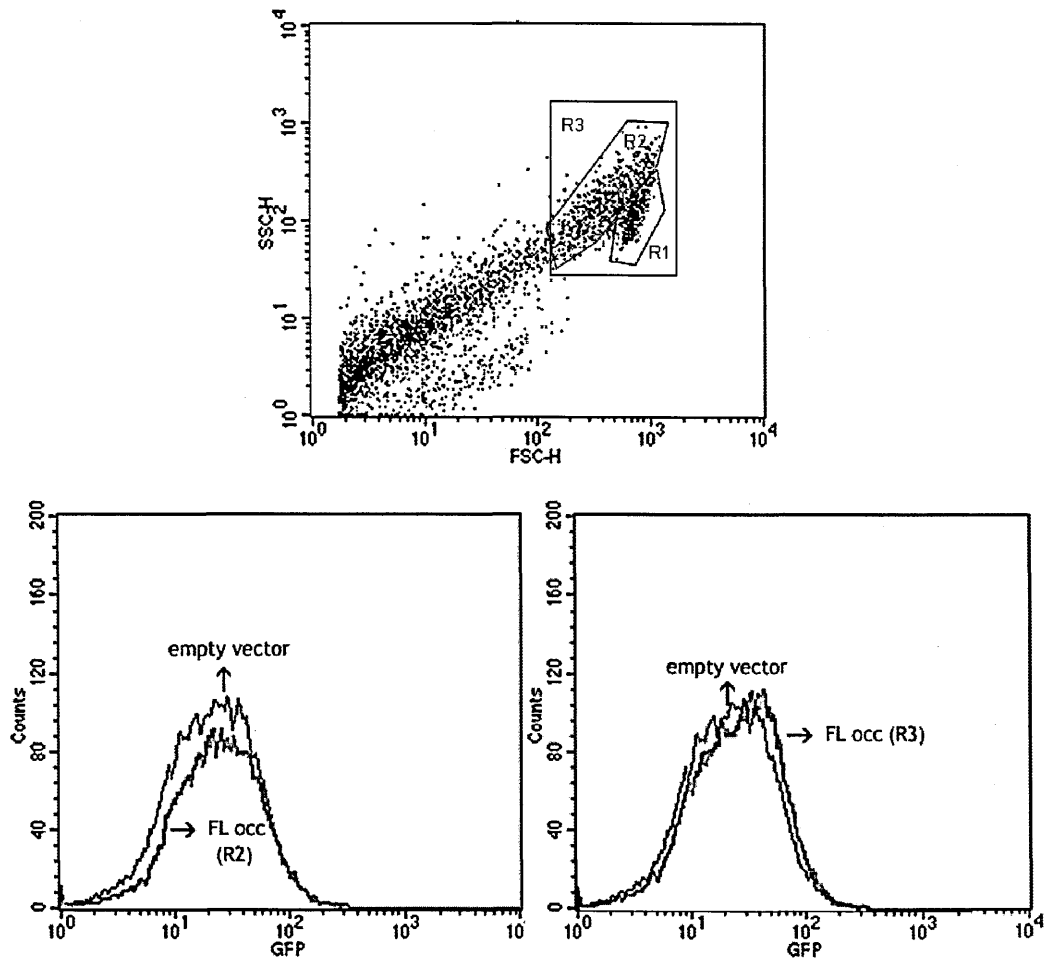 10^4
10^3
10^2
10^1
10^0
SSC-H
R3
R2
R1
10^0 10^1 10^2 10^3 10^4
FSC-H
200
160
120
80
40
0
Counts
empty vector
FL occ
(R2)
10^0 10^1 10^2 10^3 10
GFP
200
160
120
80
40
0
Counts
empty vector
FL occ (R3)
10^0 10^1 10^2 10^3 10^4
GFP